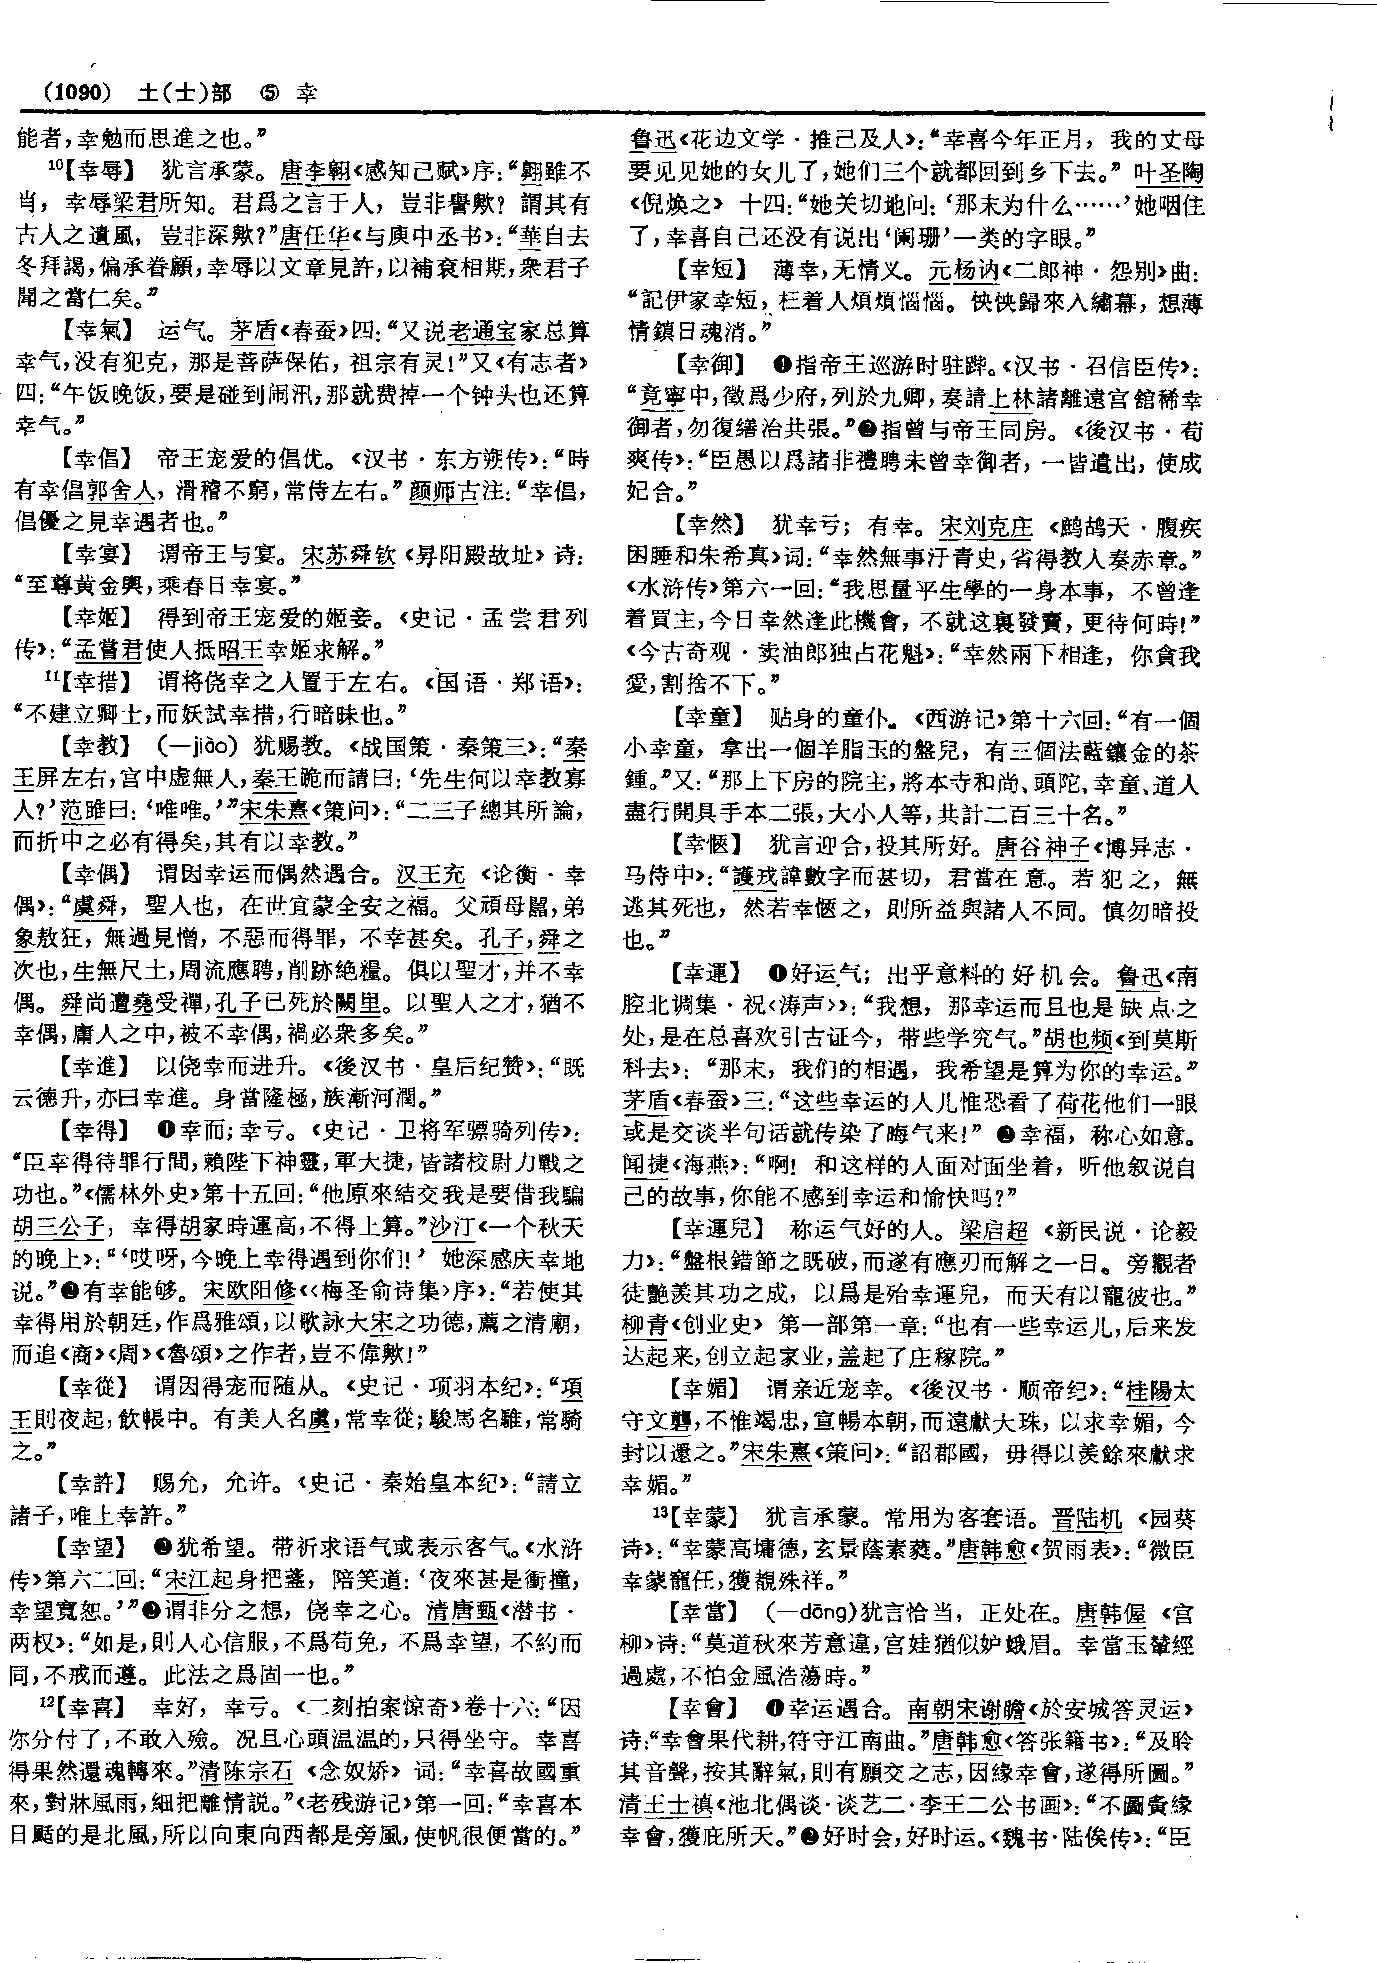 (1090) 土(士)部 ⑤ 幸
能者，幸勉而思進之也。”
¹⁰【幸辱】 犹言承蒙。唐李翱《感知己赋》序：“翱雖不
肖，幸辱梁君所知。君爲之言于人，豈非譽歟？謂其有
古人之遺風，豈非深歟？”唐任华《与庾中丞书》：“華自去
冬拜謁，偏承眷顧，幸辱以文章見許，以補衮相期，衆君子
聞之當仁矣。”
【幸氣】 运气。茅盾《春蚕》四：“又说老通宝家总算
幸气，没有犯克，那是菩萨保佑，祖宗有灵！”又《有志者》
四：“午饭晚饭，要是碰到闹汛，那就费掉一个钟头也还算
幸气。”
【幸倡】 帝王宠爱的倡优。《汉书·东方朔传》：“時
有幸倡郭舍人，滑稽不窮，常侍左右。”颜师古注：“幸倡，
倡優之見幸遇者也。”
【幸宴】 谓帝王与宴。宋苏舜钦《昇阳殿故址》诗：
“至尊黄金輿，乘春日幸宴。”
【幸姬】 得到帝王宠爱的姬妾。《史记·孟尝君列
传》：“孟嘗君使人抵昭王幸姬求解。”
¹¹【幸措】 谓将侥幸之人置于左右。《国语·郑语》：
“不建立卿士，而妖試幸措，行暗昧也。”
【幸教】 (—jiào) 犹赐教。《战国策·秦策三》：“秦
王屏左右，宫中虚無人，秦王跪而請曰：‘先生何以幸教寡
人？’范雎曰：‘唯唯。’”宋朱熹《策问》：“二三子總其所論，
而折中之必有得矣，其有以幸教。”
【幸偶】 谓因幸运而偶然遇合。汉王充《论衡·幸
偶》：“虞舜，聖人也，在世宜蒙全安之福。父頑母嚚，弟
象敖狂，無過見憎，不惡而得罪，不幸甚矣。孔子，舜之
次也，生無尺土，周流應聘，削跡絶糧。俱以聖才，并不幸
偶。舜尚遭堯受禪，孔子已死於闕里。以聖人之才，猶不
幸偶，庸人之中，被不幸偶，禍必衆多矣。”
【幸進】 以侥幸而进升。《後汉书·皇后纪赞》：“既
云德升，亦曰幸進。身當隆極，族漸河潤。”
【幸得】 ❶幸而；幸亏。《史记·卫将军骠骑列传》：
“臣幸得待罪行間，賴陛下神靈，軍大捷，皆諸校尉力戰之
功也。”《儒林外史》第十五回：“他原來結交我是要借我騙
胡三公子，幸得胡家時運高，不得上算。”沙汀《一个秋天
的晚上》：“‘哎呀，今晚上幸得遇到你们！’她深感庆幸地
说。”❷有幸能够。宋欧阳修《〈梅圣俞诗集〉序》：“若使其
幸得用於朝廷，作爲雅頌，以歌詠大宋之功德，薦之清廟，
而追《商》《周》《魯頌》之作者，豈不偉歟！”
【幸從】 谓因得宠而随从。《史记·项羽本纪》：“項
王則夜起，飲帳中。有美人名虞，常幸從；駿馬名騅，常騎
之。”
【幸許】 赐允，允许。《史记·秦始皇本纪》：“請立
諸子，唯上幸許。”
【幸望】 ❶犹希望。带祈求语气或表示客气。《水浒
传》第六二回：“宋江起身把盞，陪笑道：‘夜來甚是衝撞，
幸望寬恕。’”❷谓非分之想，侥幸之心。清唐甄《潜书·
两权》：“如是，則人心信服，不爲苟免，不爲幸望，不約而
同，不戒而遵。此法之爲固一也。”
¹²【幸喜】 幸好，幸亏。《二刻拍案惊奇》卷十六：“因
你分付了，不敢入殮。况且心頭温温的，只得坐守。幸喜
得果然還魂轉來。”清陈宗石《念奴娇》词：“幸喜故國重
來，對牀風雨，細把離情説。”《老残游记》第一回：“幸喜本
日颳的是北風，所以向東向西都是旁風，使帆很便當的。”
鲁迅《花边文学·推己及人》：“幸喜今年正月，我的丈母
要见见她的女儿了，她们三个就都回到乡下去。”叶圣陶
《倪焕之》十四：“她关切地问：‘那末为什么……’她咽住
了，幸喜自己还没有说出‘阑珊’一类的字眼。”
【幸短】 薄幸，无情义。元杨讷《二郎神·怨别》曲：
“記伊家幸短，枉着人煩煩惱惱。怏怏歸來入繡幕，想薄
情鎮日魂消。”
【幸御】 ❶指帝王巡游时驻跸。《汉书·召信臣传》：
“竟寧中，徵爲少府，列於九卿，奏請上林諸離遠宫館稀幸
御者，勿復繕治共張。”❷指曾与帝王同房。《後汉书·荀
爽传》：“臣愚以爲諸非禮聘未曾幸御者，一皆遣出，使成
妃合。”
【幸然】 犹幸亏；有幸。宋刘克庄《鹧鸪天·腹疾
困睡和朱希真》词：“幸然無事汙青史，省得教人奏赤章。”
《水浒传》第六一回：“我思量平生學的一身本事，不曾逢
着買主，今日幸然逢此機會，不就这裏發賣，更待何時！”
《今古奇观·卖油郎独占花魁》：“幸然兩下相逢，你貪我
愛，割捨不下。”
【幸童】 贴身的童仆。《西游记》第十六回：“有一個
小幸童，拿出一個羊脂玉的盤兒，有三個法藍鑲金的茶
鍾。”又：“那上下房的院主，將本寺和尚、頭陀、幸童、道人
盡行開具手本二張，大小人等，共計二百三十名。”
【幸愜】 犹言迎合，投其所好。唐谷神子《博异志·
马侍中》：“護戎諱數字而甚切，君當在意。若犯之，無
逃其死也，然若幸愜之，則所益與諸人不同。慎勿暗投
也。”
【幸運】 ❶好运气；出乎意料的好机会。鲁迅《南
腔北调集·祝〈涛声〉》：“我想，那幸运而且也是缺点之
处，是在总喜欢引古证今，带些学究气。”胡也频《到莫斯
科去》：“那末，我们的相遇，我希望是算为你的幸运。”
茅盾《春蚕》三：“这些幸运的人儿惟恐看了荷花他们一眼
或是交谈半句话就传染了晦气来！”❷幸福，称心如意。
闻捷《海燕》：“啊！和这样的人面对面坐着，听他叙说自
己的故事，你能不感到幸运和愉快吗？”
【幸運兒】 称运气好的人。梁启超《新民说·论毅
力》：“盤根錯節之既破，而遂有應刃而解之一日。旁觀者
徒艷羡其功之成，以爲是殆幸運兒，而天有以寵彼也。”
柳青《创业史》第一部第一章：“也有一些幸运儿，后来发
达起来，创立起家业，盖起了庄稼院。”
【幸媚】 谓亲近宠幸。《後汉书·顺帝纪》：“桂陽太
守文礱，不惟竭忠，宣暢本朝，而遠獻大珠，以求幸媚，今
封以還之。”宋朱熹《策问》：“詔郡國，毋得以羡餘來獻求
幸媚。”
¹³【幸蒙】 犹言承蒙。常用为客套语。晋陆机《园葵
诗》：“幸蒙高墉德，玄景蔭素蕤。”唐韩愈《贺雨表》：“微臣
幸蒙寵任，獲覩殊祥。”
【幸當】 (—dāng)犹言恰当，正处在。唐韩偓《宫
柳》诗：“莫道秋來芳意違，宫娃猶似妒蛾眉。幸當玉輦經
過處，不怕金風浩蕩時。”
【幸會】 ❶幸运遇合。南朝宋谢瞻《於安城答灵运》
诗：“幸會果代耕，符守江南曲。”唐韩愈《答张籍书》：“及聆
其音聲，按其辭氣，則有願交之志，因緣幸會，遂得所圖。”
清王士禛《池北偶谈·谈艺二·李王二公书画》：“不圖夤緣
幸會，獲庇所天。”❷好时会，好时运。《魏书·陆俟传》：“臣